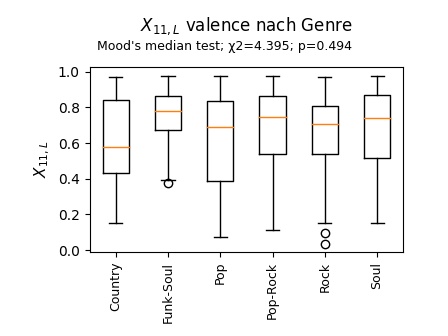 X11,L valence nach Genre
Mood's median test; χ2=4.395; p=0.494
X11,L
1.0
0.8
0.6
0.4
0.2
0.0
Country
Funk-Soul
Pop
Pop-Rock
Rock
Soul